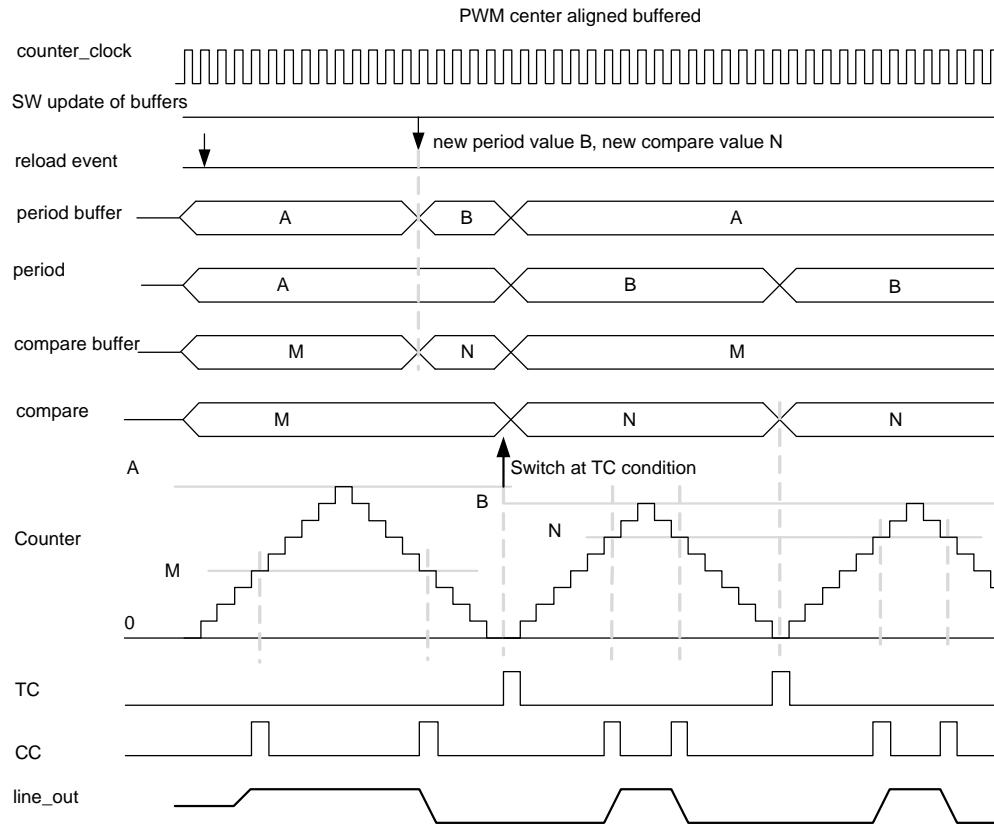 PWM center aligned buffered
counter_clock
SW update of buffers
new period value B, new compare value N
reload event
period buffer
A
B
A
period
A
B
B
compare buffer
M
N
M
compare
M
N
N
A
Switch at TC condition
B
N
Counter
M
0
TC
CC
line_out